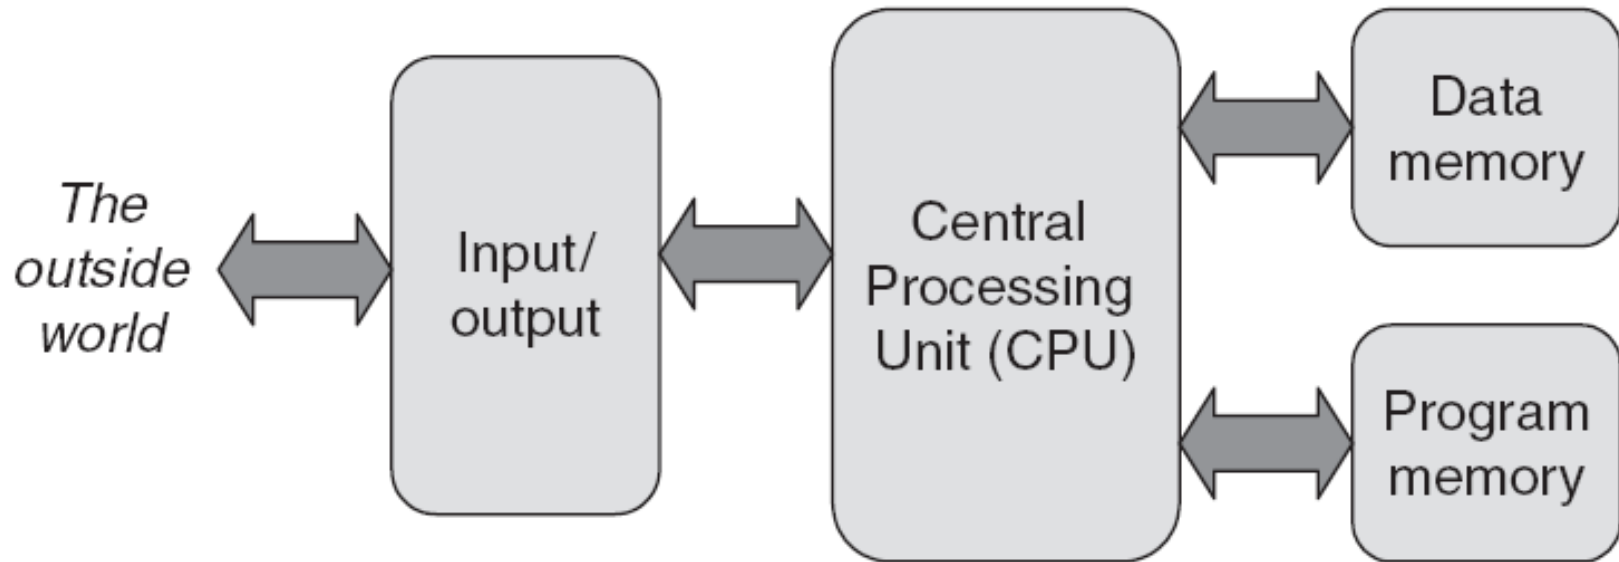 The
outside
world
Input/
output
Central
Processing
Unit (CPU)
Data
memory
Program
memory